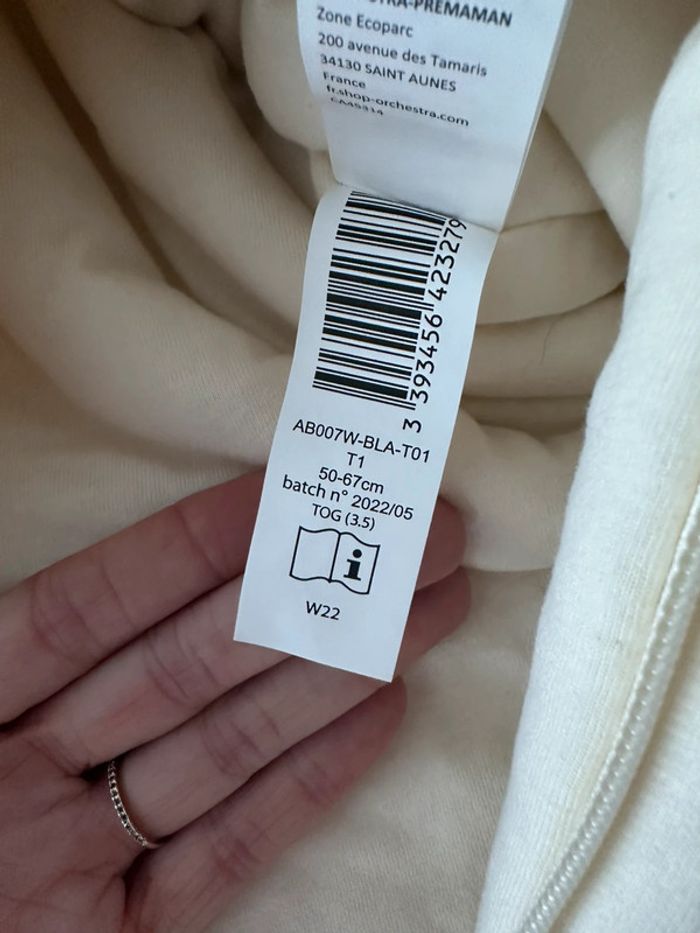 -PREMAMAN
Zone Ecoparc
200 avenue des Tamaris
34130 SAINT AUNES
France
fr.shop-orchestra.com
3 393456 423279
AB007W-BLA-T01
T1
50-67cm
batch n° 2022/05
TOG (3.5)
i
W22